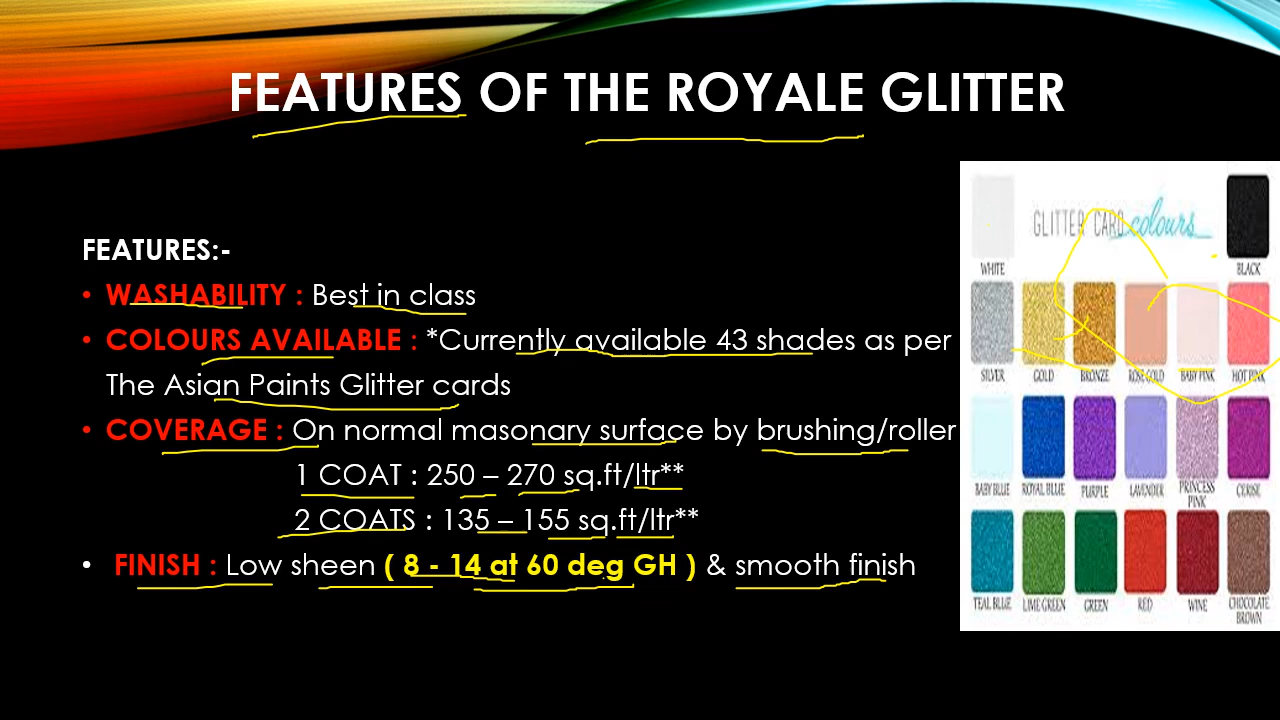 FEATURES OF THE ROYALE GLITTER
FEATURES:-
• WASHABILITY : Best in class
• COLOURS AVAILABLE : *Currently available 43 shades as per
The Asian Paints Glitter cards
• COVERAGE : On normal masonary surface by brushing/roller
1 COAT : 250 – 270 sq.ft/ltr**
2 COATS : 135 – 155 sq.ft/ltr**
• FINISH : Low sheen ( 8 - 14 at 60 deg GH ) & smooth finish
GLITTER CARD colours
WHITE BLACK
SILVER GOLD BRONZE ROSE GOLD BABY PINK HOT PINK
BABY BLUE ROYAL BLUE PURPLE LAVENDER PRINCESS PINK CERISE
TEAL BLUE LIME GREEN GREEN RED WINE CHOCOLATE BROWN